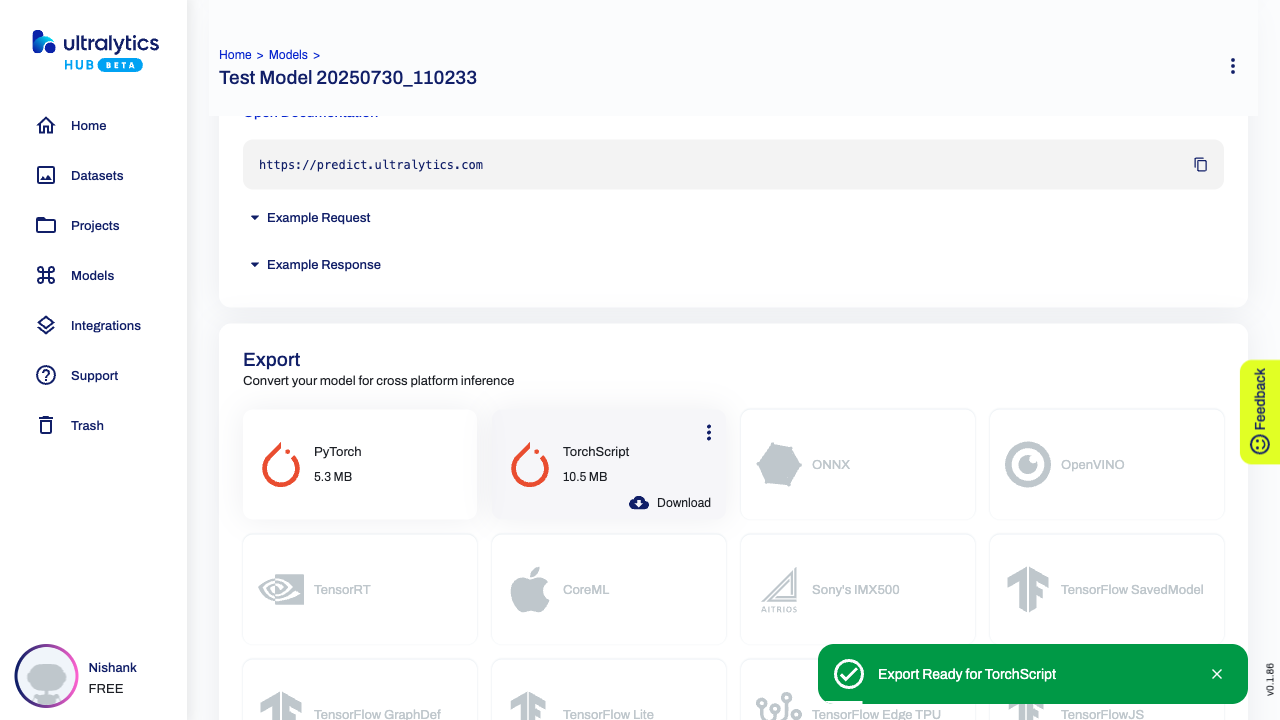 ultralytics
HUB BETA
Home
Datasets
Projects
Models
Integrations
Support
Trash
Nishank
FREE
Home > Models >
Test Model 20250730_110233
Open Documentation
https://predict.ultralytics.com
Example Request
Example Response
Export
Convert your model for cross platform inference
PyTorch
5.3 MB
TorchScript
10.5 MB
Download
ONNX
OpenVINO
TensorRT
CoreML
AITRIOS
Sony's IMX500
TensorFlow SavedModel
TensorFlow GraphDef
TensorFlow Lite
TensorFlow Edge TPU
TensorFlowJS
Export Ready for TorchScript
Feedback
v0.1.86